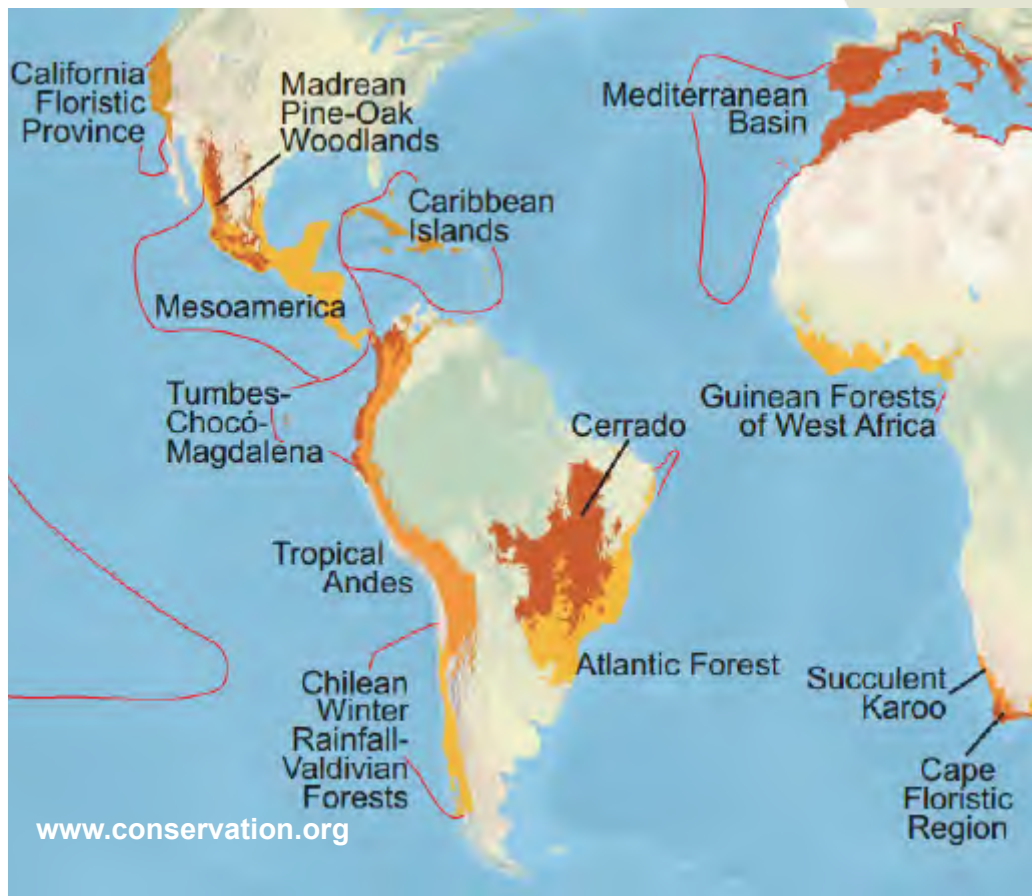 California
Floristic
Province
Madrean
Pine-Oak
Woodlands
Mediterranean
Basin
Caribbean
Islands
Mesoamerica
Tumbes-
Chocó-
Magdalena
Cerrado
Guinean Forests
of West Africa
Tropical
Andes
Atlantic Forest
Chilean
Winter
Rainfall-
Valdivian
Forests
Succulent
Karoo
Cape
Floristic
Region
www.conservation.org